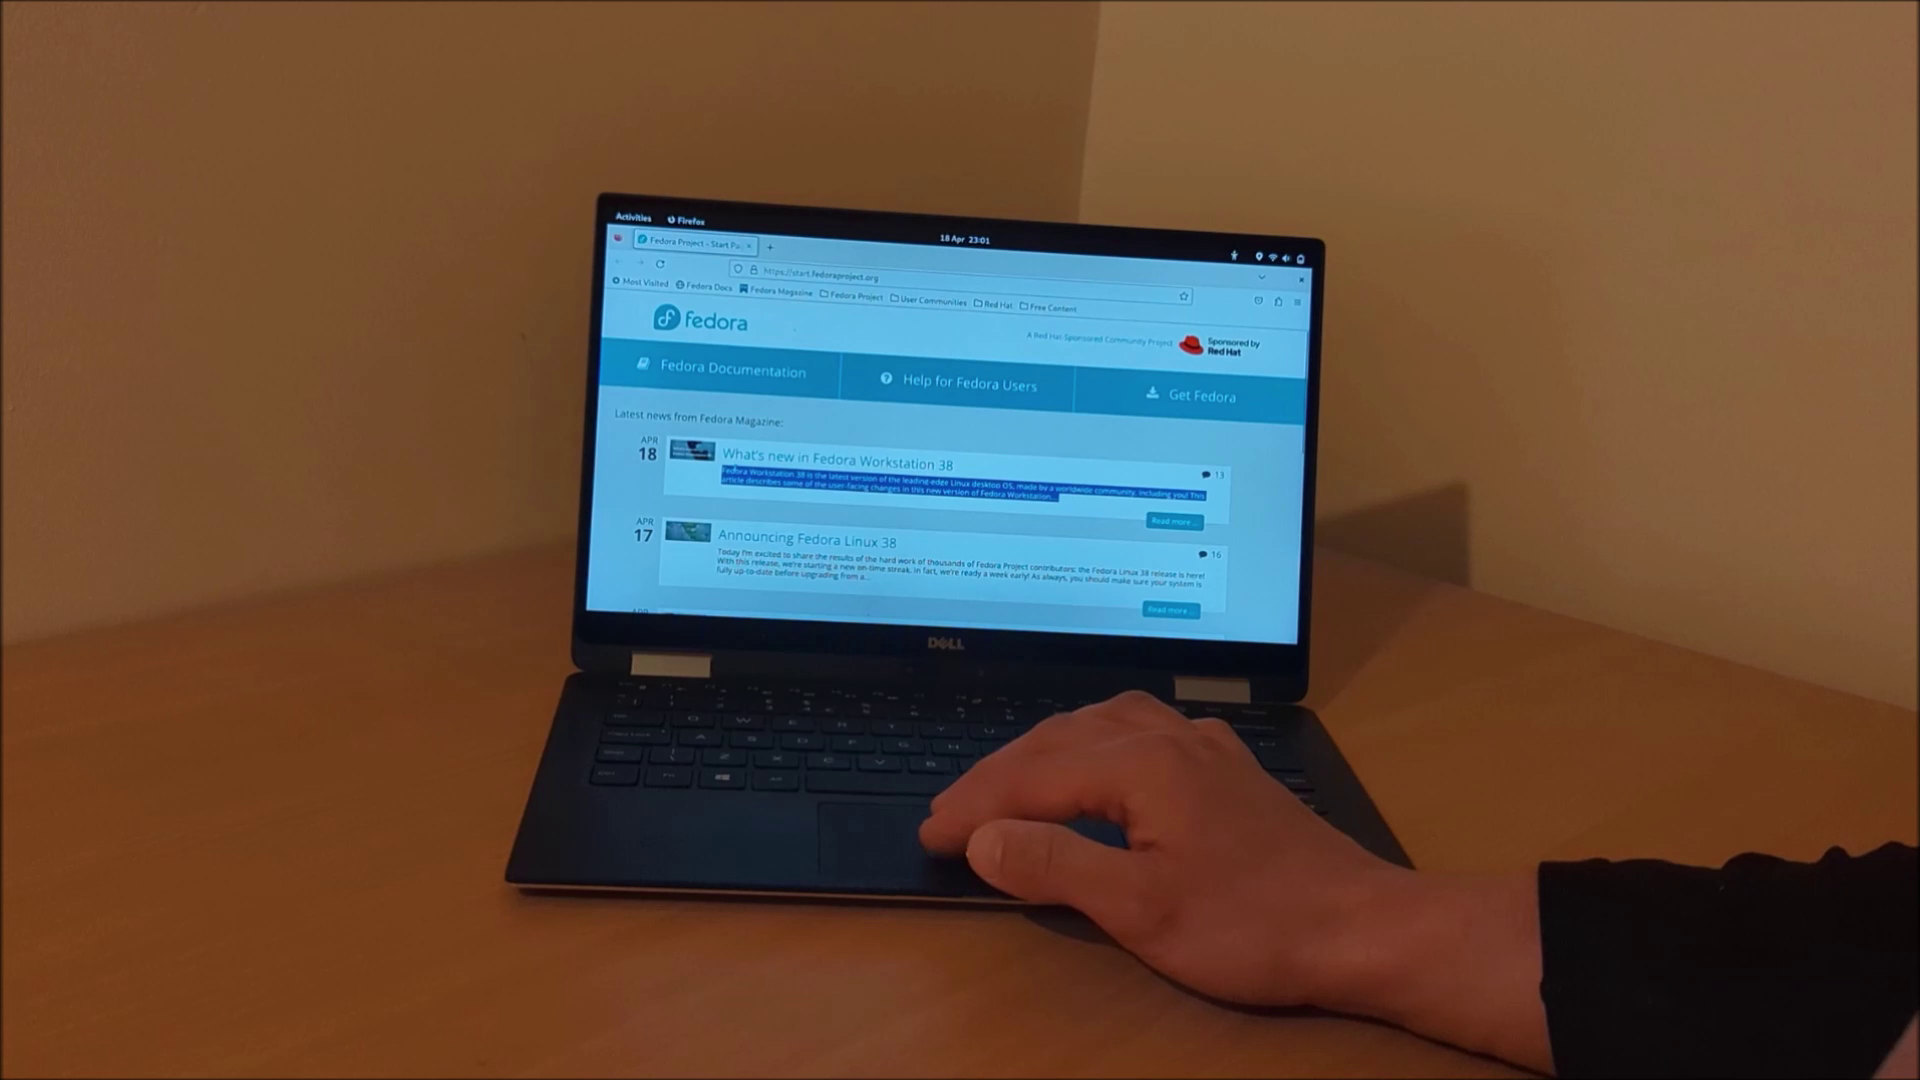 Activities Firefox
18 Apr 23:01
Fedora Project - Start Pa
https://start.fedoraproject.org
Most Visited Fedora Docs Fedora Magazine Fedora Project User Communities Red Hat Free Content
fedora
A Red Hat Sponsored Community Project
Sponsored by
Red Hat
Fedora Documentation Help for Fedora Users Get Fedora
Latest news from Fedora Magazine:
APR
18
What's new in Fedora Workstation 38
13
Fedora Workstation 38 is the latest version of the leading-edge Linux desktop OS, made by a worldwide community, including you! This
article describes some of the user-facing changes in this new version of Fedora Workstation...
Read more ...
APR
17
Announcing Fedora Linux 38
16
Today I'm excited to share the results of the hard work of thousands of Fedora Project contributors: the Fedora Linux 38 release is here!
With this release, we're starting a new on-time streak. In fact, we're ready a week early! As always, you should make sure your system is
fully up-to-date before upgrading from a...
Read more ...
APR
DELL
Q W E R T Y U
A S D F G H
Z X C V B